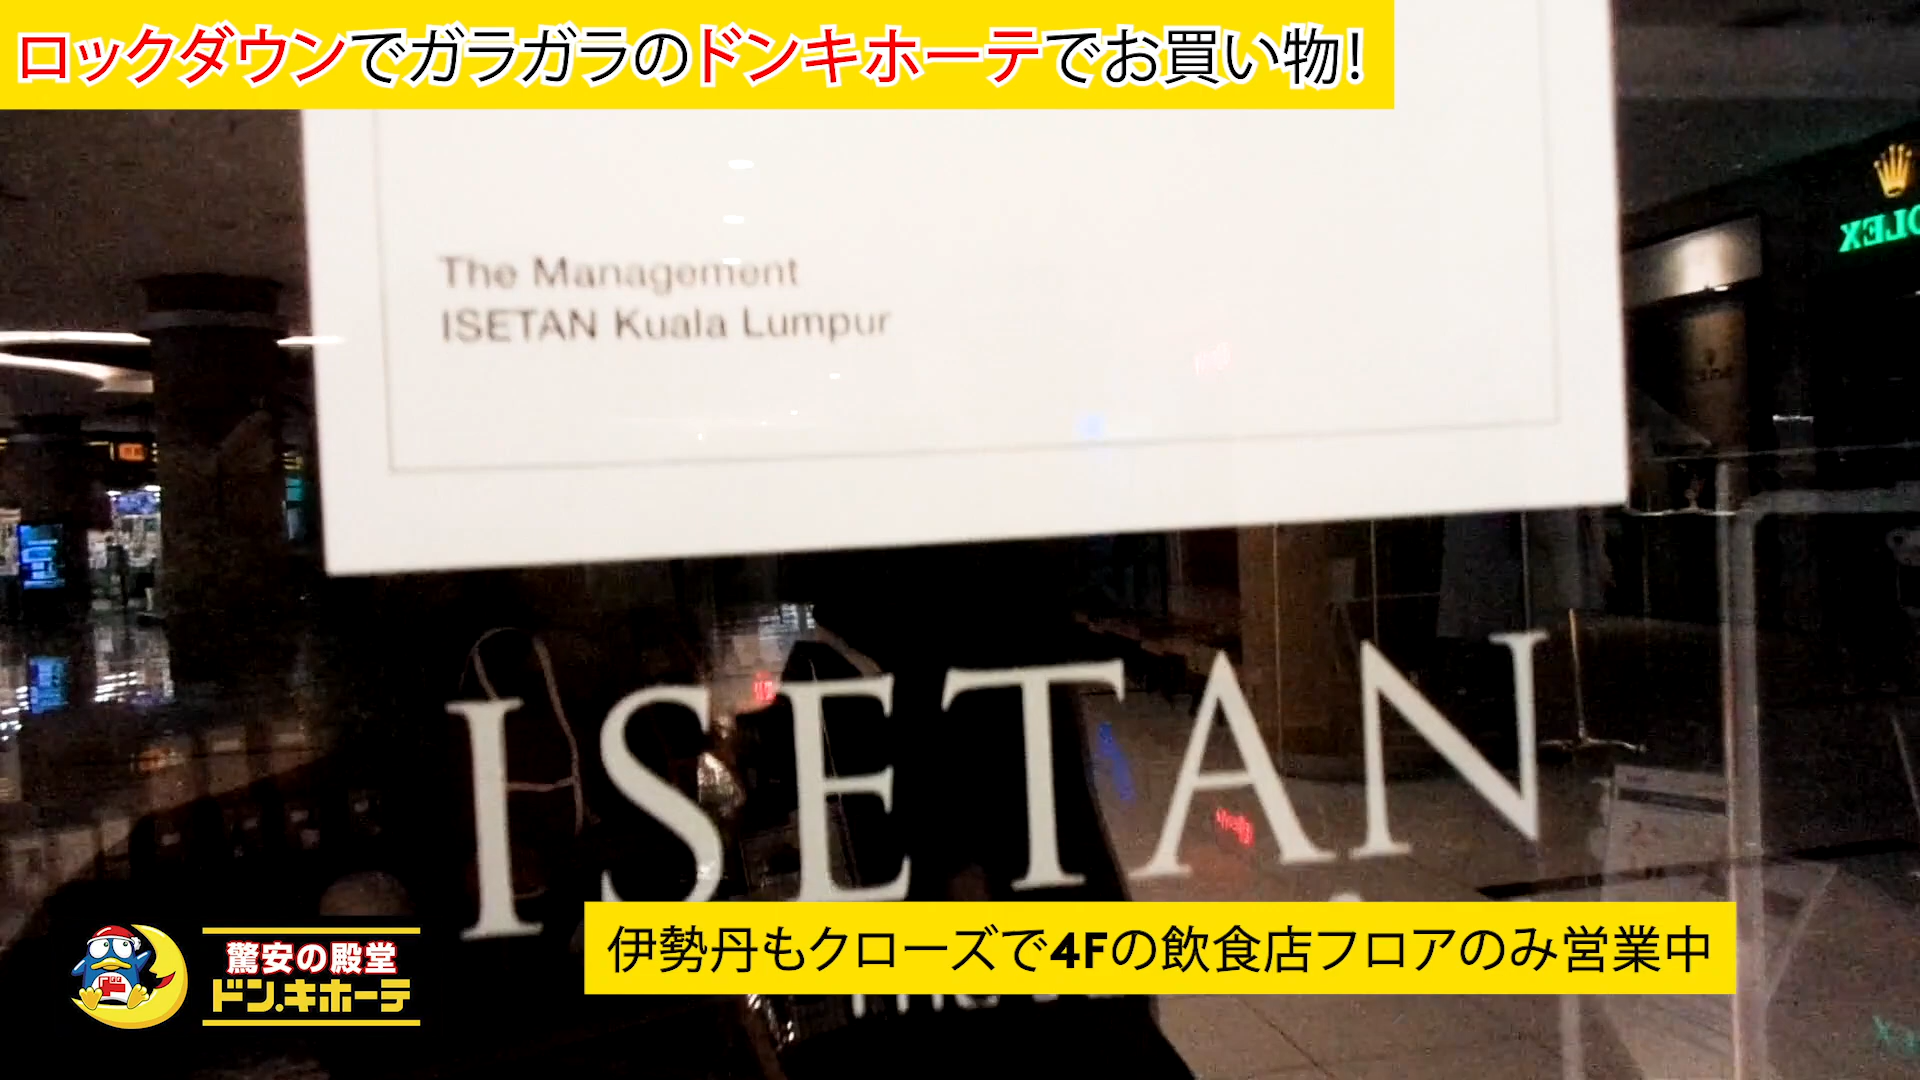 ロックダウンでガラガラのドンキホーテでお買い物!
ROLEX
The Management
ISETAN Kuala Lumpur
ISETAN
伊勢丹もクローズで4Fの飲食店フロアのみ営業中
驚安の殿堂
ドン.キホーテ